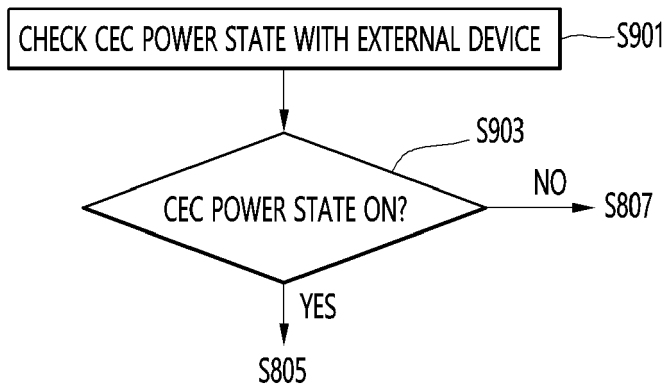 CHECK CEC POWER STATE WITH EXTERNAL DEVICE
S901
S903
CEC POWER STATE ON?
NO
S807
YES
S805